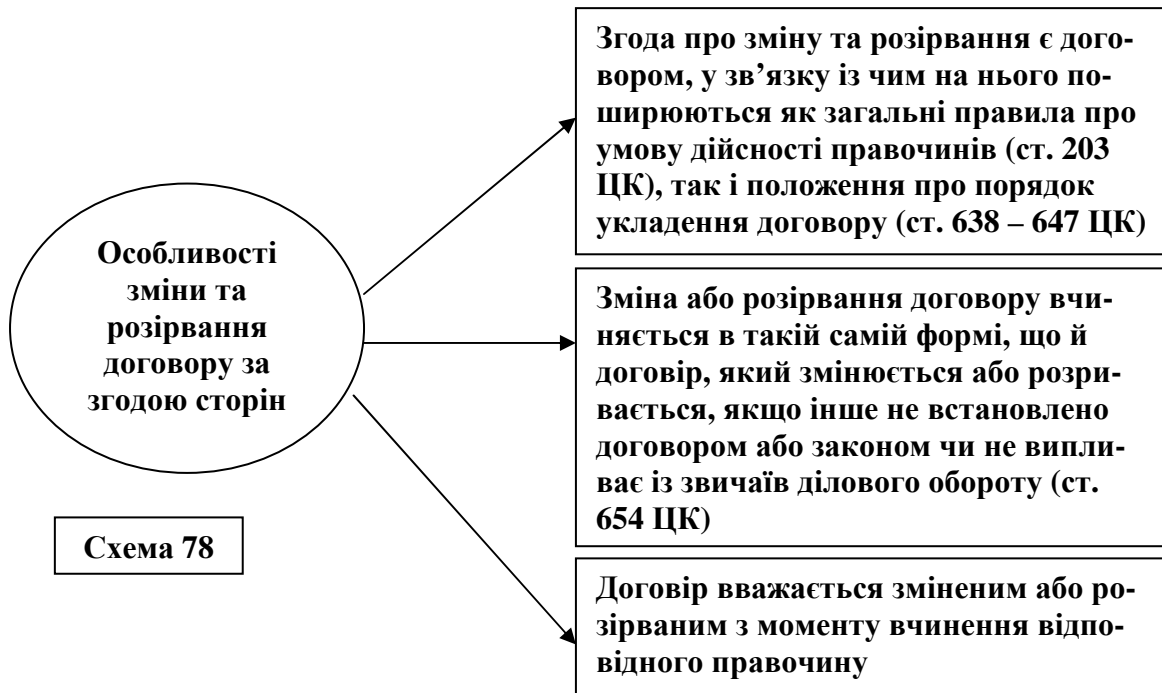 Особливості
зміни та
розірвання
договору за
згодою сторін
Схема 78
Згода про зміну та розірвання є дого-
вором, у зв’язку із чим на нього по-
ширюються як загальні правила про
умову дійсності правочинів (ст. 203
ЦК), так і положення про порядок
укладення договору (ст. 638 – 647 ЦК)
Зміна або розірвання договору вчи-
няється в такій самій формі, що й
договір, який змінюється або розри-
вається, якщо інше не встановлено
договором або законом чи не випли-
ває із звичаїв ділового обороту (ст.
654 ЦК)
Договір вважається зміненим або ро-
зірваним з моменту вчинення відпо-
відного правочину